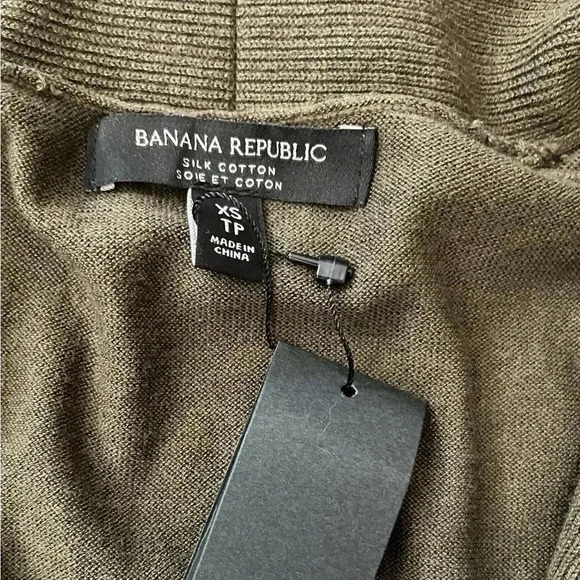 BANANA REPUBLIC
SILK COTTON
SOIE ET COTON
XS
TP
MADE IN
CHINA